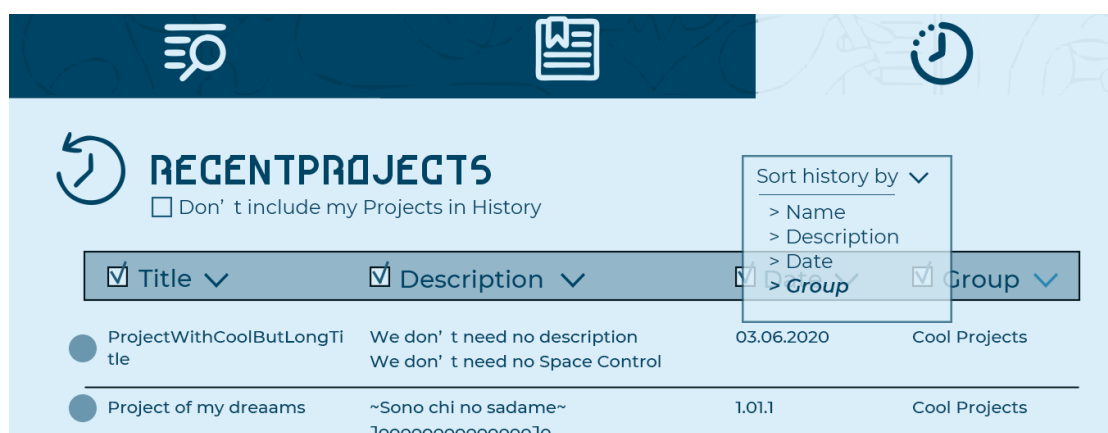 RECENTPROJECTS
Don' t include my Projects in History
Sort history by
> Name
> Description
> Date
> Group
Title Description Date Group
ProjectWithCoolButLongTi We don' t need no description 03.06.2020 Cool Projects
tle We don' t need no Space Control
Project of my dreaams ~Sono chi no sadame~ 1.01.1 Cool Projects